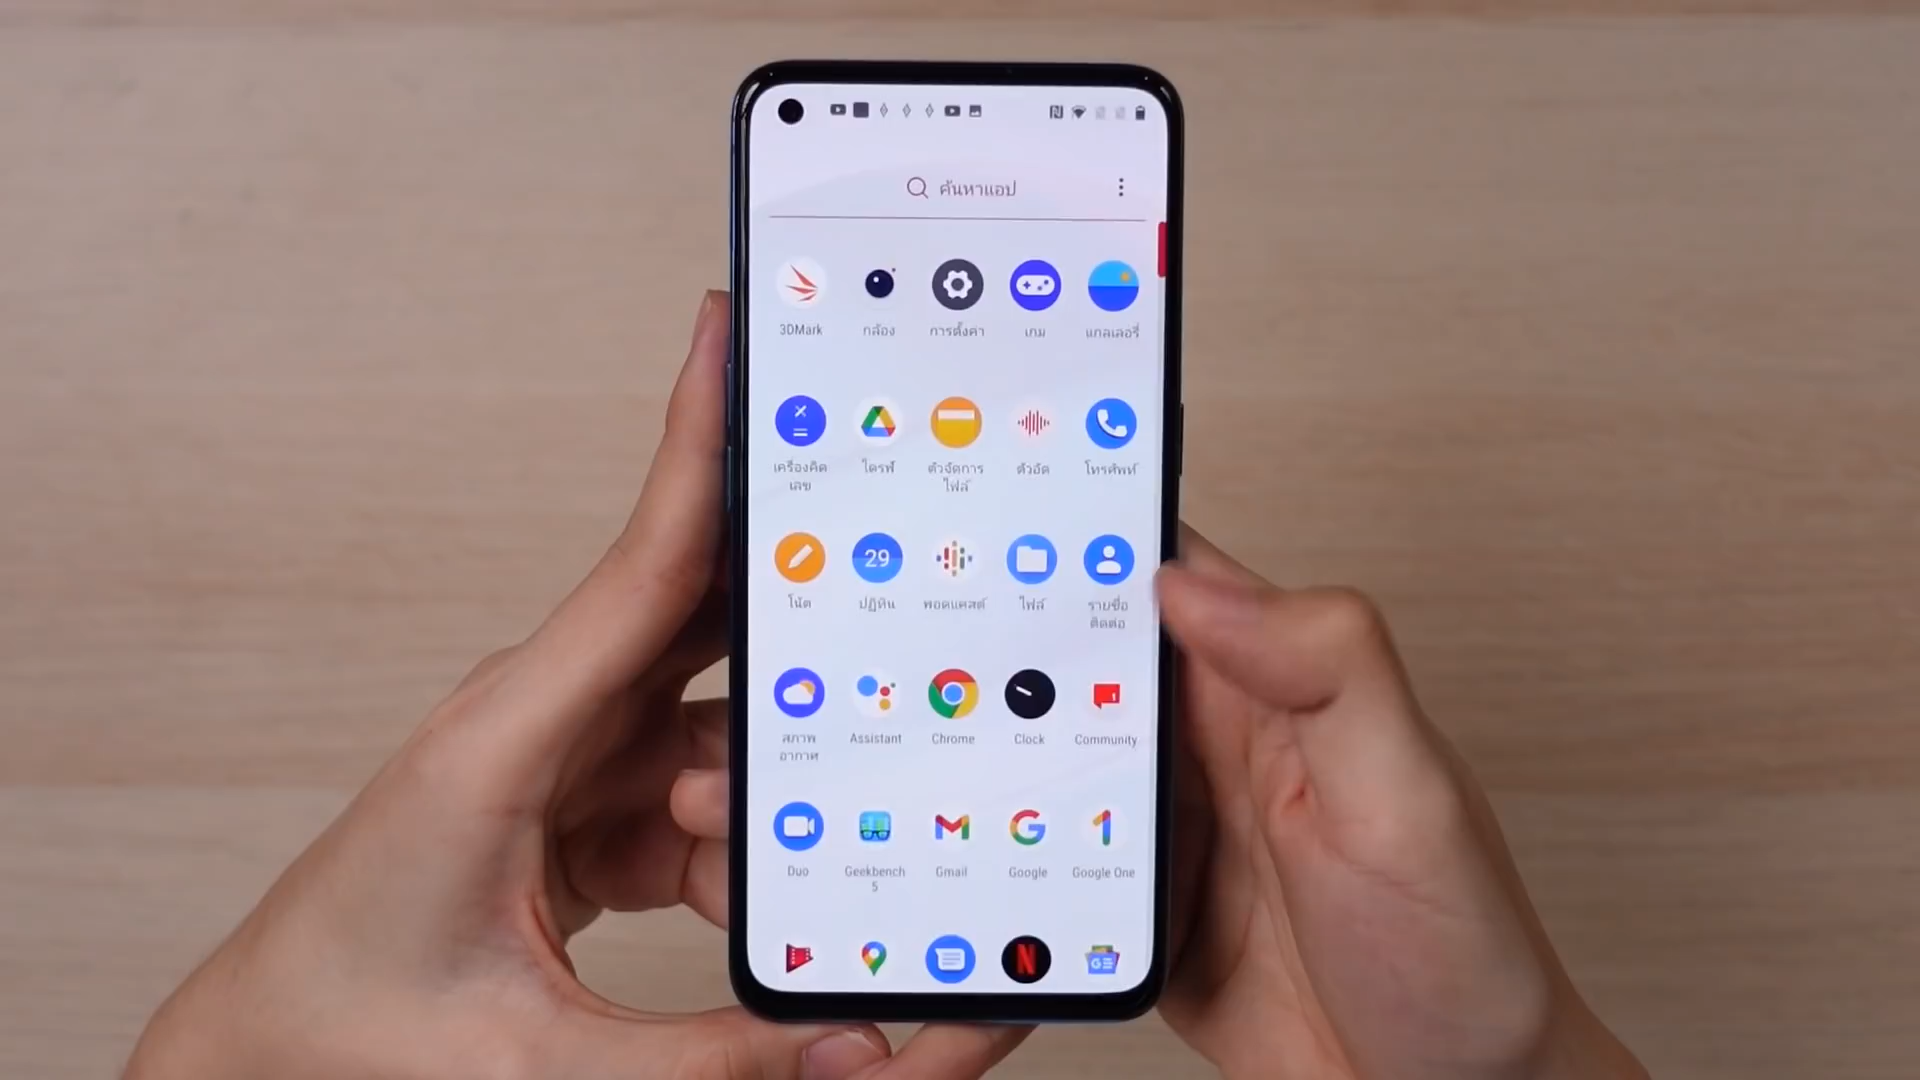 ค้นหาแอป
3DMark
กล้อง
การตั้งค่า
เกม
แกลเลอรี่
เครื่องคิด
เลข
ไดรฟ์
ตัวจัดการ
ไฟล์
ตัวอัด
โทรศัพท์
โน้ต
29
ปฏิทิน
พอดแคสต์
ไฟล์
รายชื่อ
ติดต่อ
สภาพ
อากาศ
Assistant
Chrome
Clock
Community
Duo
Geekbench
5
Gmail
Google
Google One